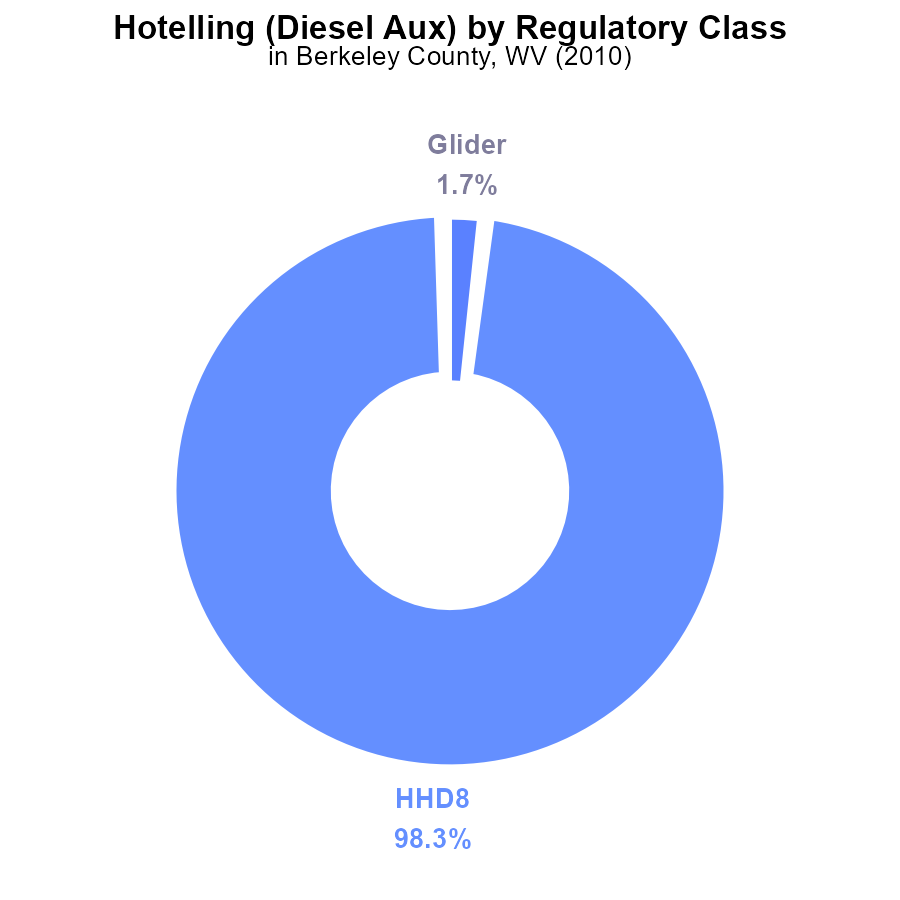 Hotelling (Diesel Aux) by Regulatory Class
in Berkeley County, WV (2010)
Glider
1.7%
HHD8
98.3%